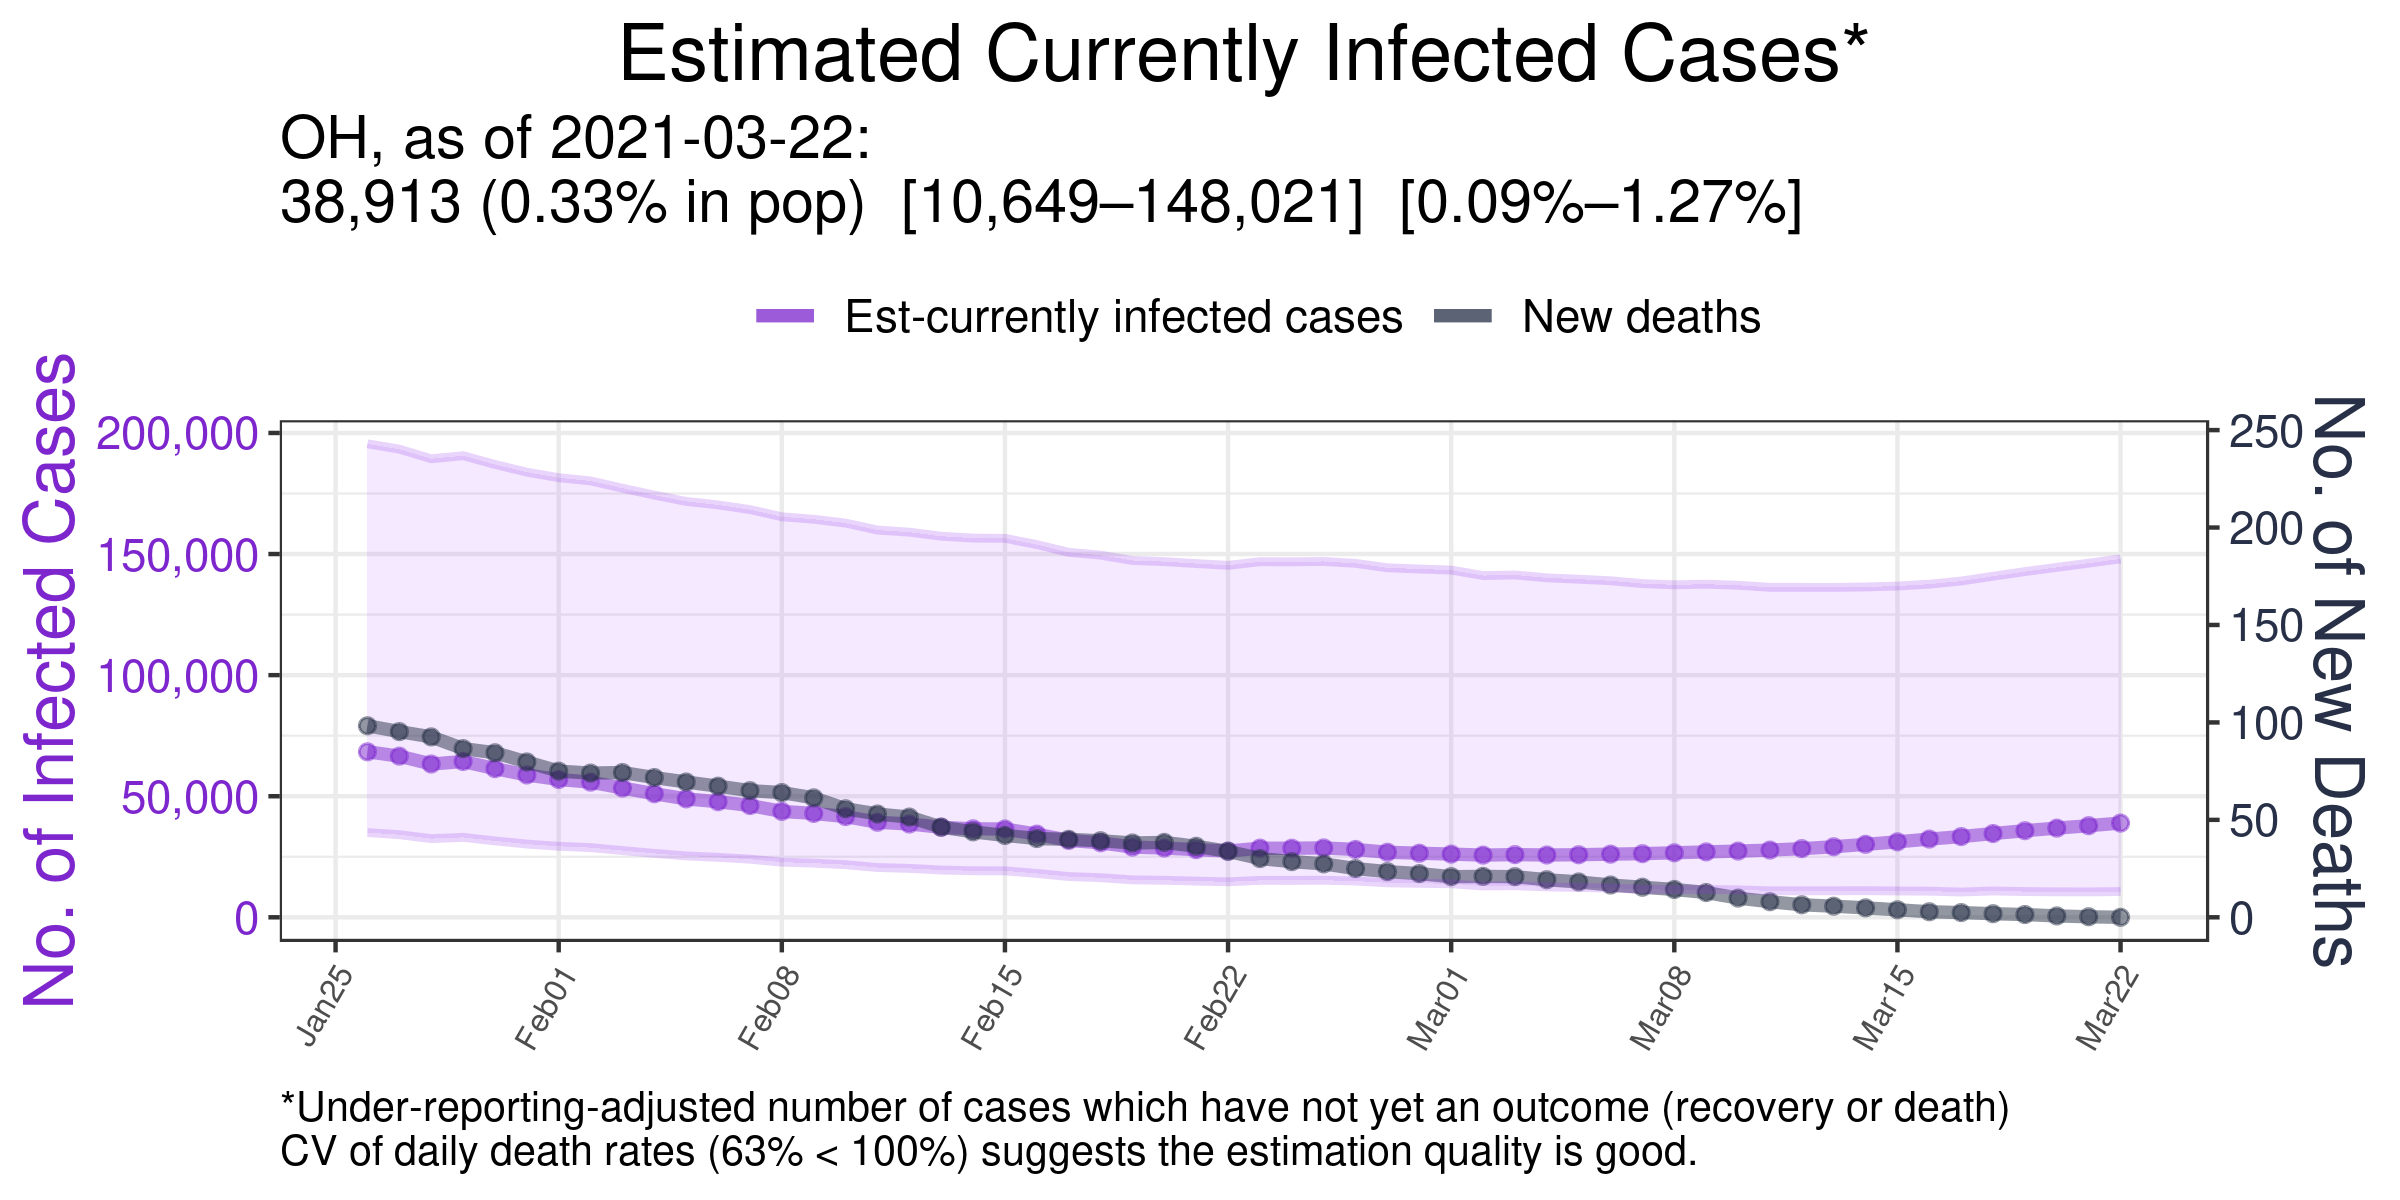 Estimated Currently Infected Cases*
OH, as of 2021-03-22:
38,913 (0.33% in pop)  [10,649–148,021]  [0.09%–1.27%]
Est-currently infected cases
New deaths
No. of Infected Cases
200,000
150,000
100,000
50,000
0
250
200
150
100
50
0
No. of New Deaths
Jan25
Feb01
Feb08
Feb15
Feb22
Mar01
Mar08
Mar15
Mar22
*Under-reporting-adjusted number of cases which have not yet an outcome (recovery or death)
CV of daily death rates (63% < 100%) suggests the estimation quality is good.